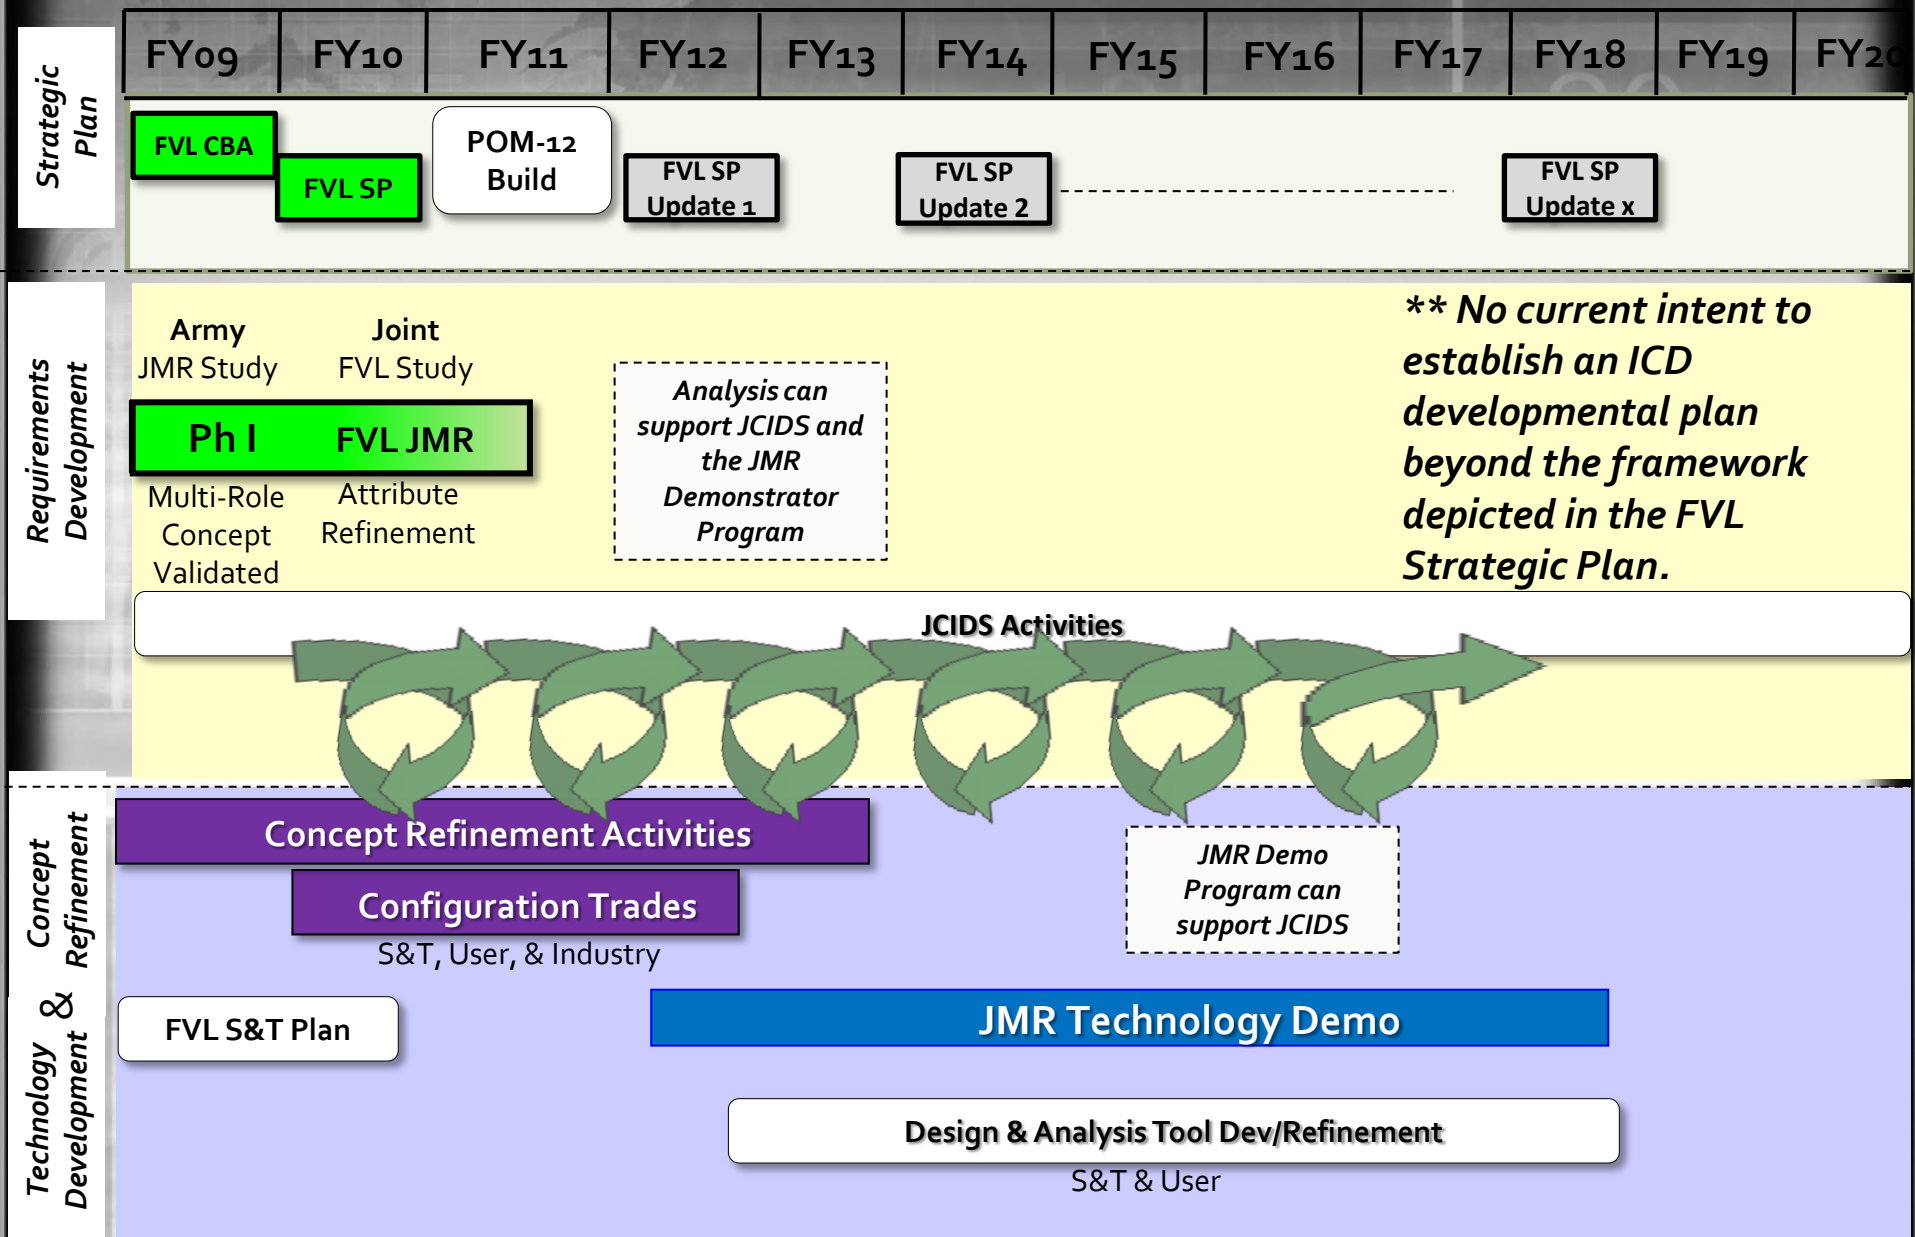 FY09 FY10 FY11 FY12 FY13 FY14 FY15 FY16 FY17 FY18 FY19 FY20
Strategic
Plan
FVL CBA
FVL SP
POM-12
Build
FVL SP
Update 1
FVL SP
Update 2
FVL SP
Update x
Requirements
Development
Army
JMR Study
Joint
FVL Study
Ph I
FVL JMR
Multi-Role
Concept
Validated
Attribute
Refinement
Analysis can
support JCIDS and
the JMR
Demonstrator
Program
** No current intent to
establish an ICD
developmental plan
beyond the framework
depicted in the FVL
Strategic Plan.
JCIDS Activities
Concept
Refinement
&
Technology
Development
Concept Refinement Activities
Configuration Trades
S&T, User, & Industry
JMR Demo
Program can
support JCIDS
FVL S&T Plan
JMR Technology Demo
Design & Analysis Tool Dev/Refinement
S&T & User